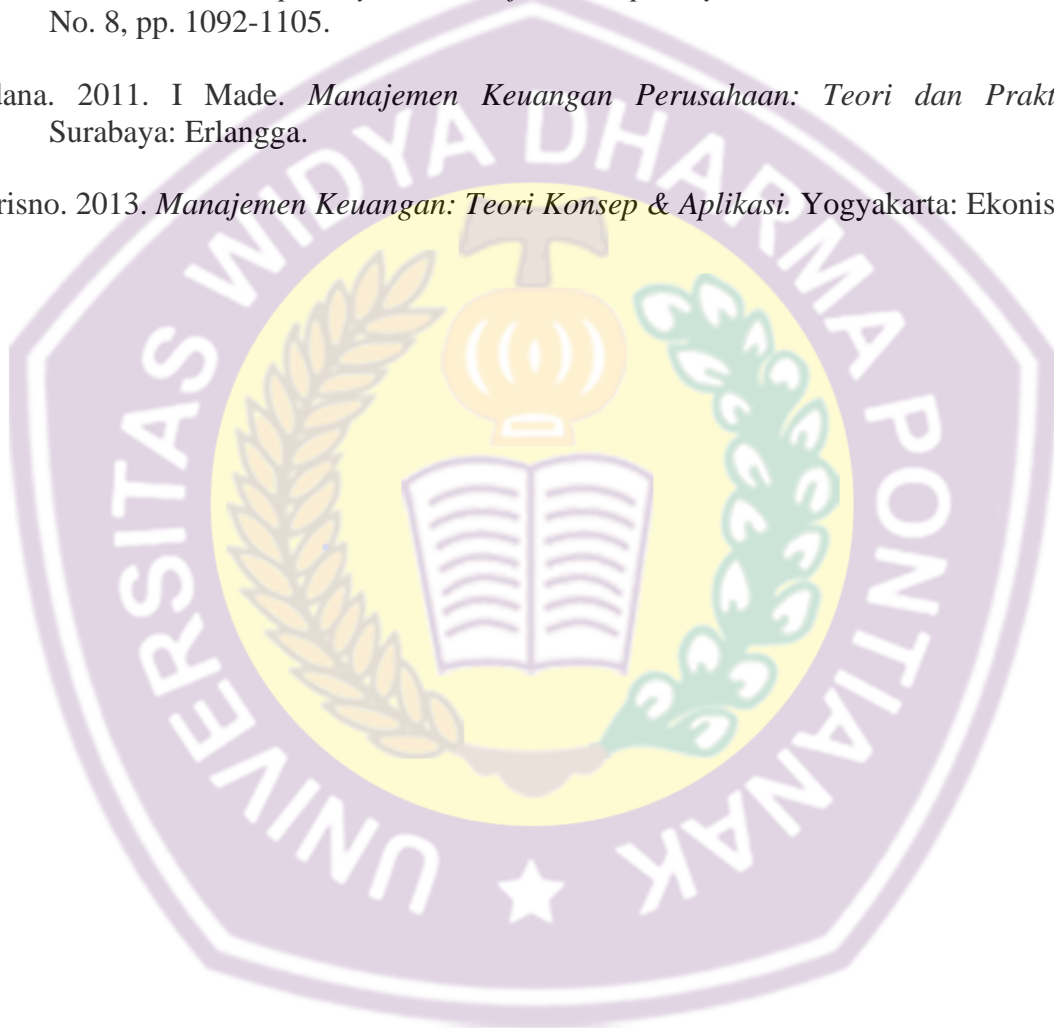 No. 8, pp. 1092-1105.
dana. 2011. I Made. Manajemen Keuangan Perusahaan: Teori dan Prakt
Surabaya: Erlangga.
risno. 2013. Manajemen Keuangan: Teori Konsep & Aplikasi. Yogyakarta: Ekonis
UNIVERSITAS WIDYA DHARMA PONTIANAK